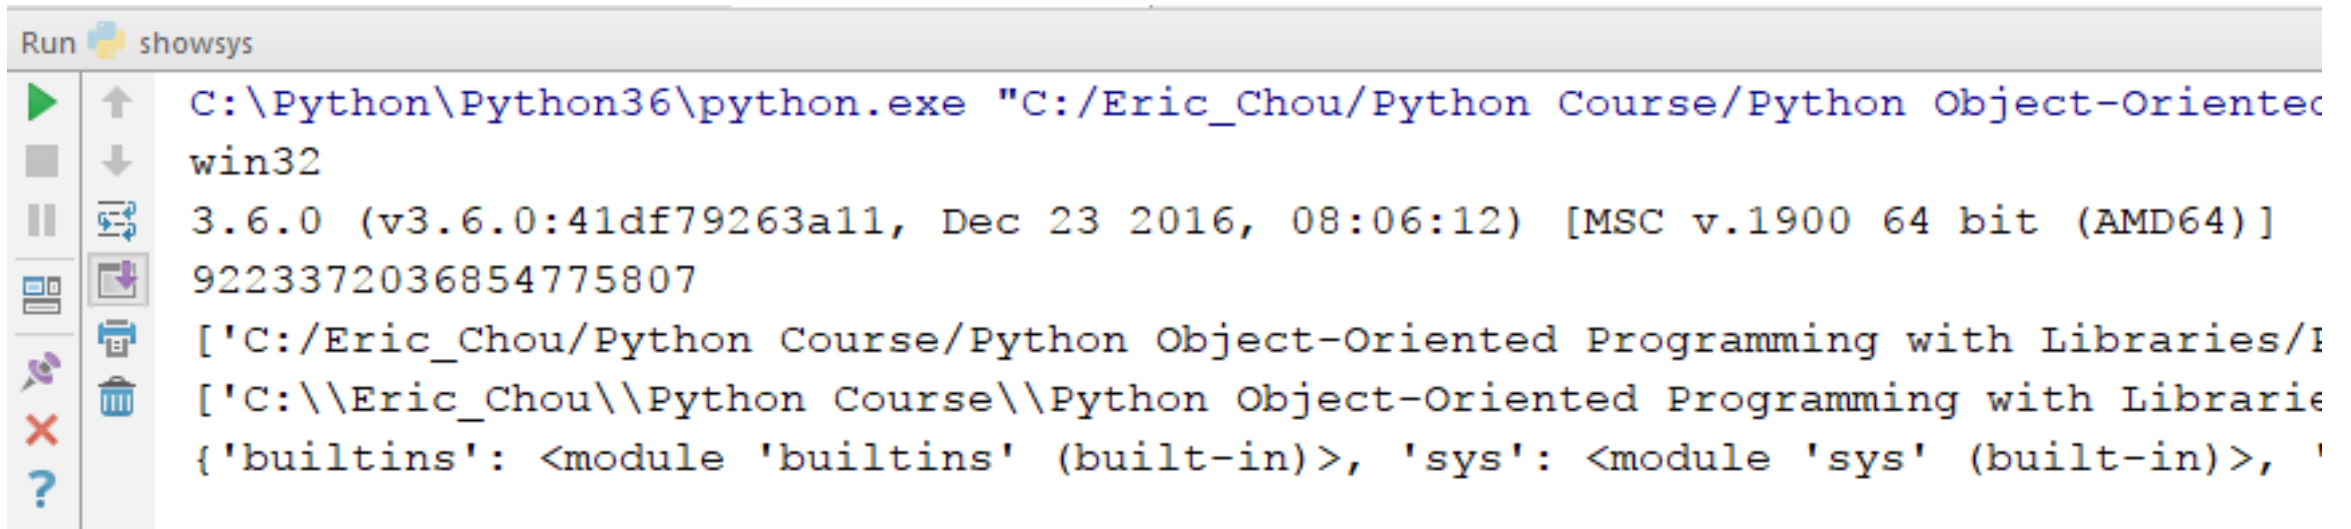 Run showsys
C:\Python\Python36\python.exe "C:/Eric_Chou/Python Course/Python Object-Oriented
win32
3.6.0 (v3.6.0:41df79263a11, Dec 23 2016, 08:06:12) [MSC v.1900 64 bit (AMD64)]
9223372036854775807
['C:/Eric_Chou/Python Course/Python Object-Oriented Programming with Libraries/
['C:\\Eric_Chou\\Python Course\\Python Object-Oriented Programming with Librarie
{'builtins': <module 'builtins' (built-in)>, 'sys': <module 'sys' (built-in)>, '